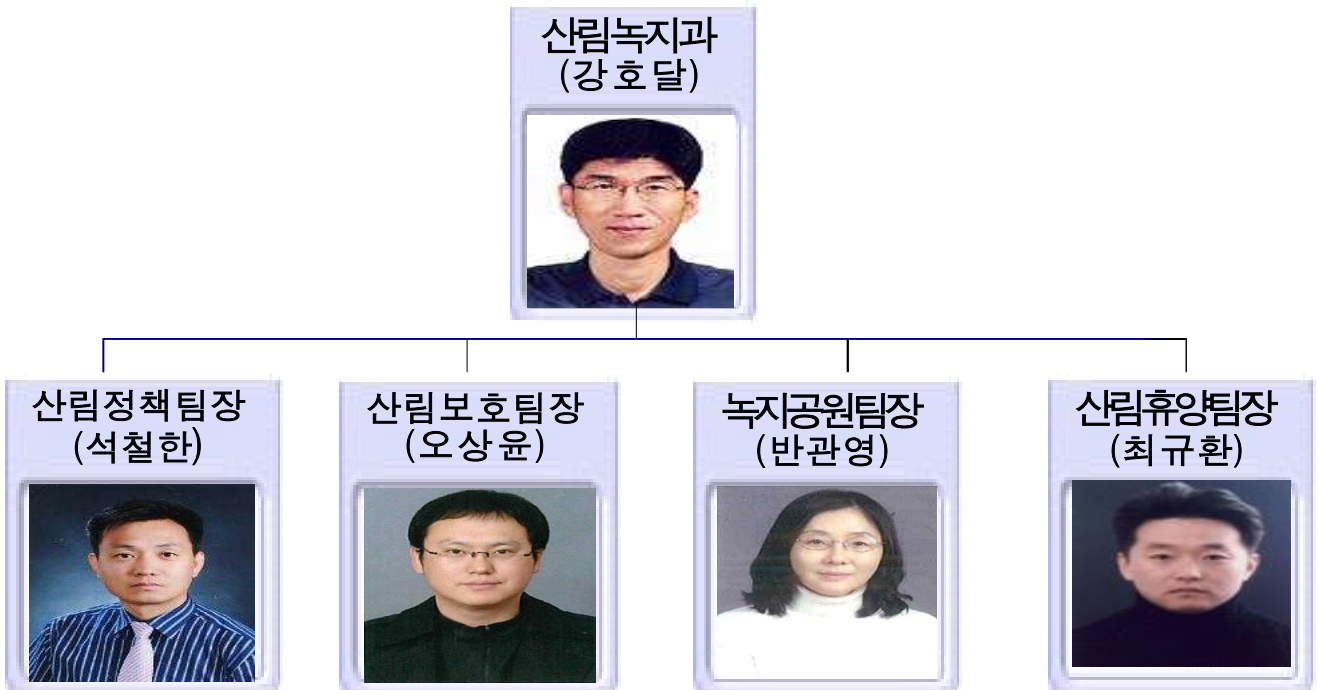 산림녹지과
(강호달)
산림정책팀장
(석철한)
산림보호팀장
(오상윤)
녹지공원팀장
(반관영)
산림휴양팀장
(최규환)